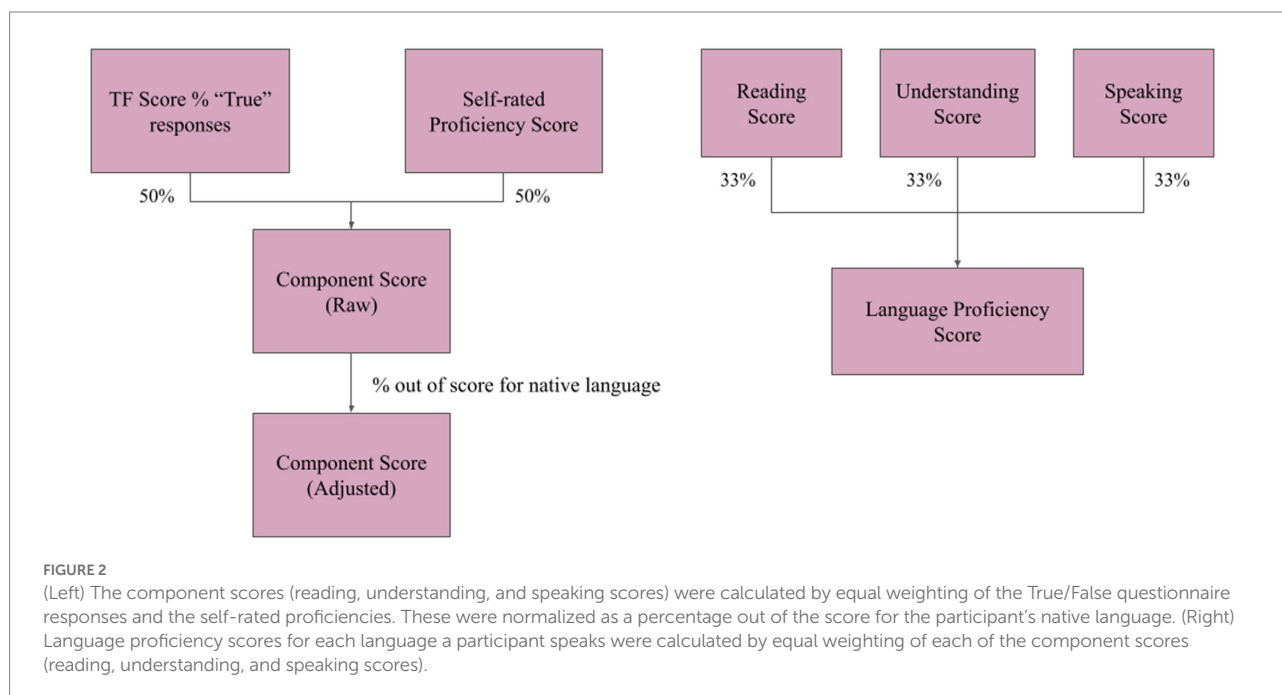 TF Score % “True”
responses
Self-rated
Proficiency Score
50%
50%
Component Score
(Raw)
% out of score for native language
Component Score
(Adjusted)
Reading
Score
Understanding
Score
Speaking
Score
33%
33%
33%
Language Proficiency
Score
FIGURE 2
(Left) The component scores (reading, understanding, and speaking scores) were calculated by equal weighting of the True/False questionnaire
responses and the self-rated proficiencies. These were normalized as a percentage out of the score for the participant’s native language. (Right)
Language proficiency scores for each language a participant speaks were calculated by equal weighting of each of the component scores
(reading, understanding, and speaking scores).